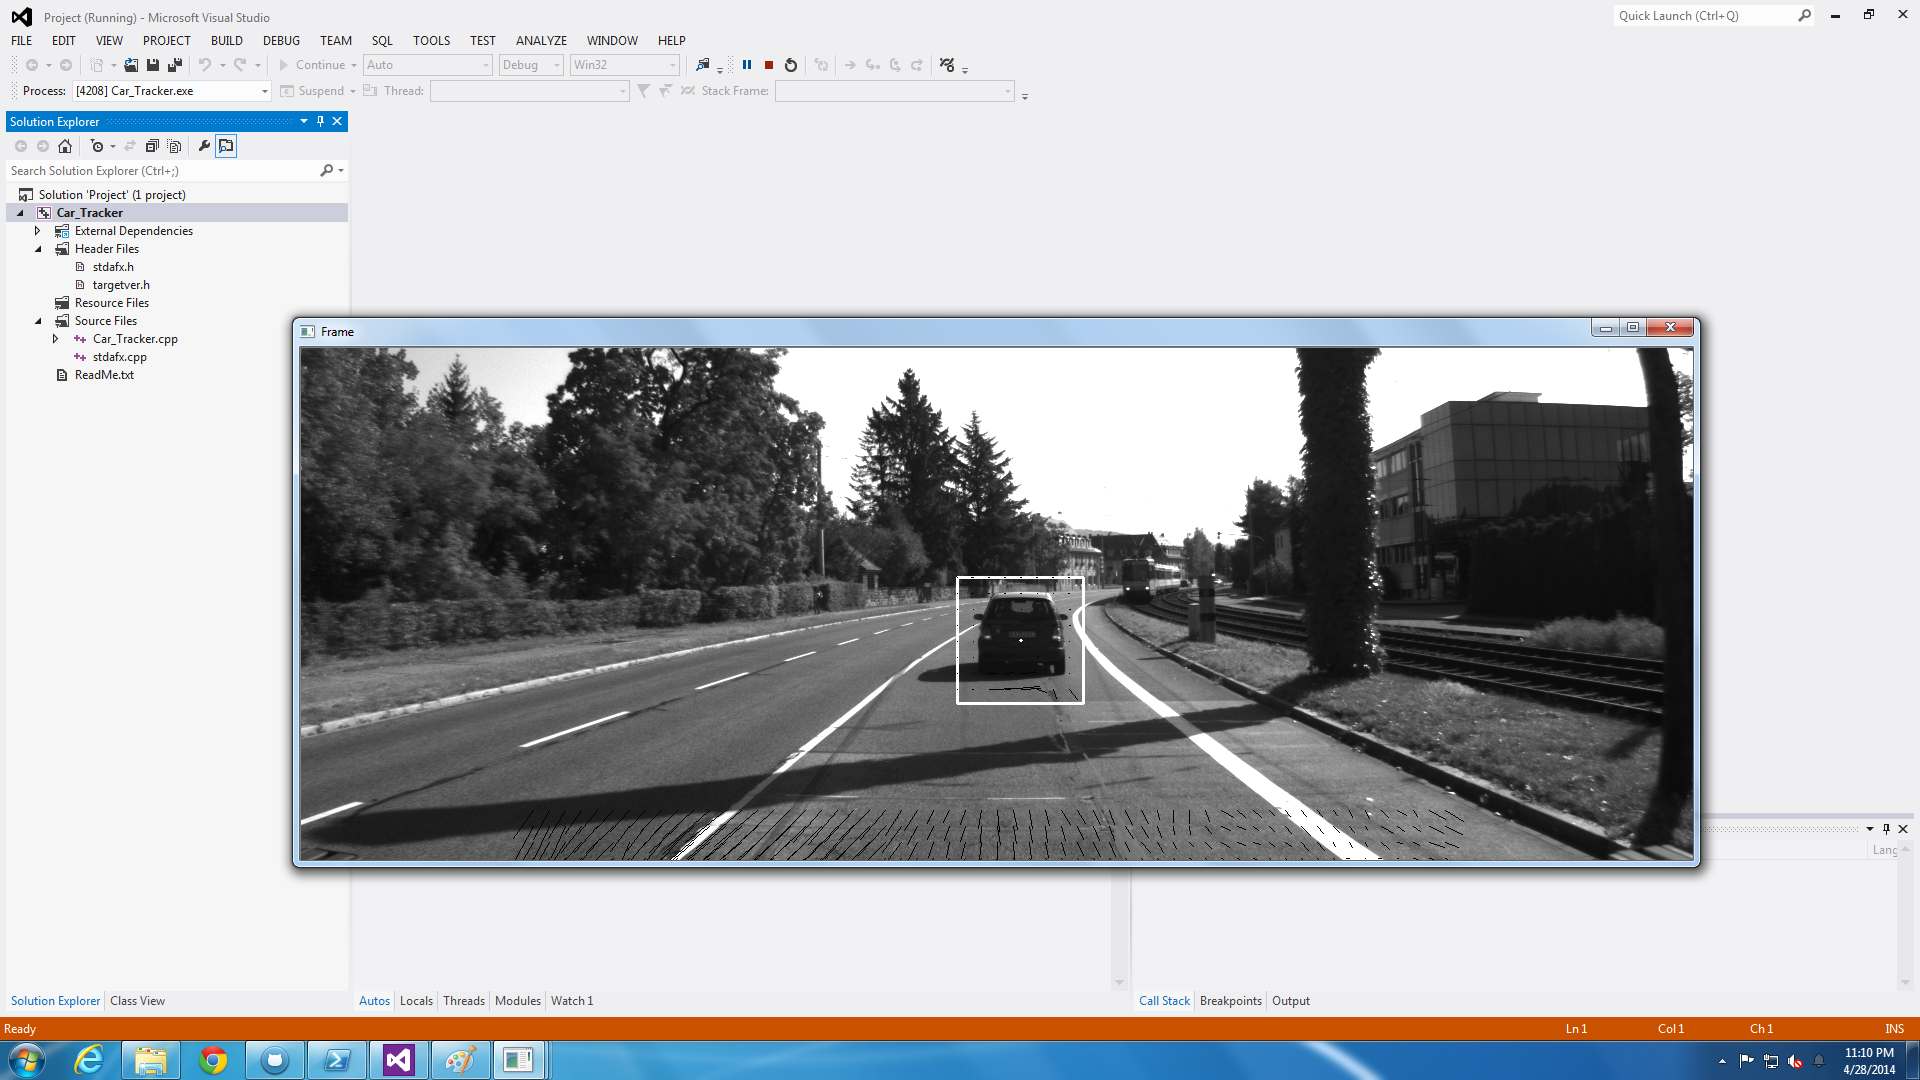 Project (Running) - Microsoft Visual Studio
Quick Launch (Ctrl+Q)
FILE EDIT VIEW PROJECT BUILD DEBUG TEAM SQL TOOLS TEST ANALYZE WINDOW HELP
Continue Auto Debug Win32
Process: [4208] Car_Tracker.exe Suspend Thread: Stack Frame:
Solution Explorer
Search Solution Explorer (Ctrl+;)
Solution 'Project' (1 project)
Car_Tracker
External Dependencies
Header Files
stdafx.h
targetver.h
Resource Files
Source Files
Car_Tracker.cpp
stdafx.cpp
ReadMe.txt
Frame
Lang
Solution Explorer Class View
Autos Locals Threads Modules Watch 1
Call Stack Breakpoints Output
Ready Ln 1 Col 1 Ch 1 INS
11:10 PM
4/28/2014